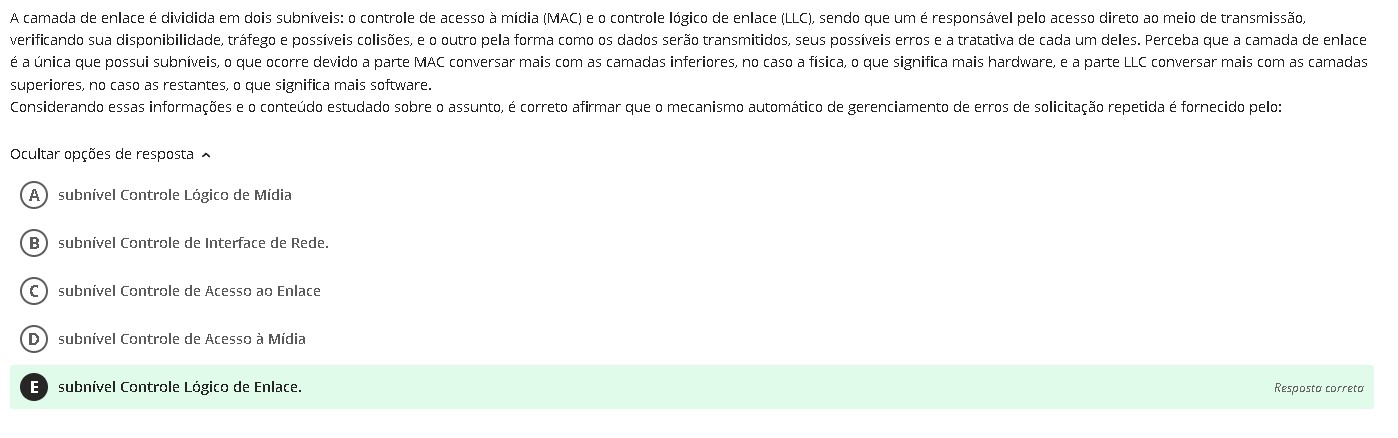 A camada de enlace é dividida em dois subníveis: o controle de acesso à mídia (MAC) e o controle lógico de enlace (LLC), sendo que um é responsável pelo acesso direto ao meio de transmissão,
verificando sua disponibilidade, tráfego e possíveis colisões, e o outro pela forma como os dados serão transmitidos, seus possíveis erros e a tratativa de cada um deles. Perceba que a camada de enlace
é a única que possui subníveis, o que ocorre devido a parte MAC conversar mais com as camadas inferiores, no caso a física, o que significa mais hardware, e a parte LLC conversar mais com as camadas
superiores, no caso as restantes, o que significa mais software.
Considerando essas informações e o conteúdo estudado sobre o assunto, é correto afirmar que o mecanismo automático de gerenciamento de erros de solicitação repetida é fornecido pelo:
Ocultar opções de resposta
A subnível Controle Lógico de Mídia
B subnível Controle de Interface de Rede.
C subnível Controle de Acesso ao Enlace
D subnível Controle de Acesso à Mídia
E subnível Controle Lógico de Enlace. Resposta correta